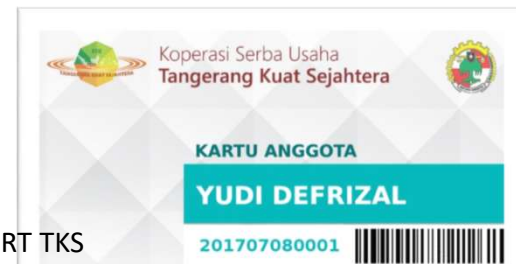 Koperasi Serba Usaha
Tangerang Kuat Sejahtera
KARTU ANGGOTA
YUDI DEFRIZAL
RT TKS
201707080001